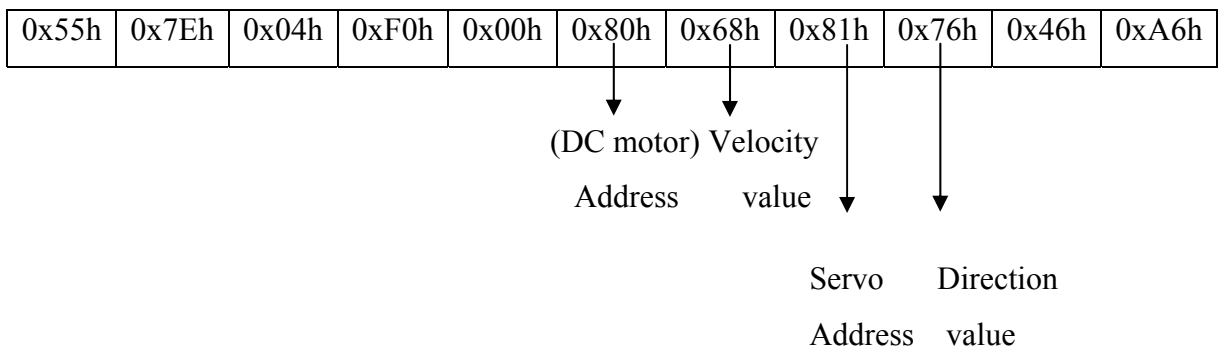 0x55h 0x7Eh 0x04h 0xF0h 0x00h 0x80h 0x68h 0x81h 0x76h 0x46h 0xA6h
(DC motor) Velocity
Address value
Servo Direction
Address value